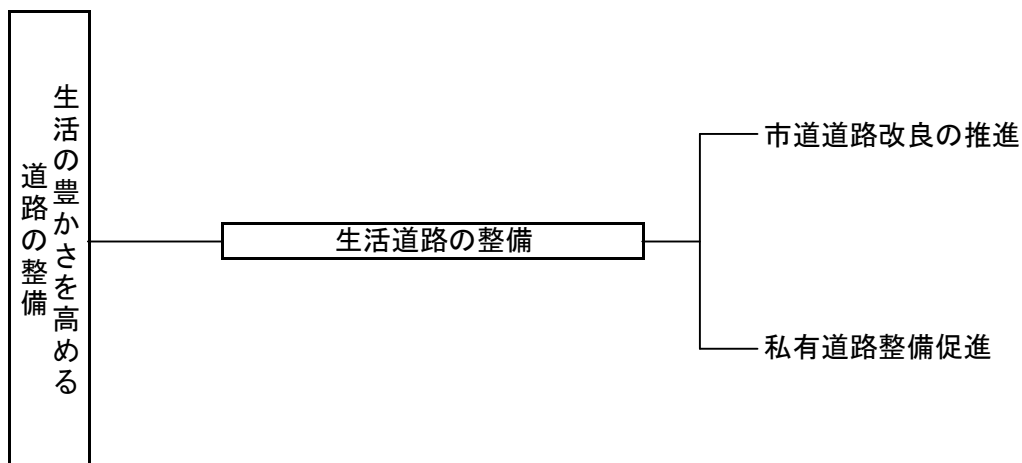 生活の豊かさを高める
道路の整備
生活道路の整備
市道道路改良の推進
私有道路整備促進